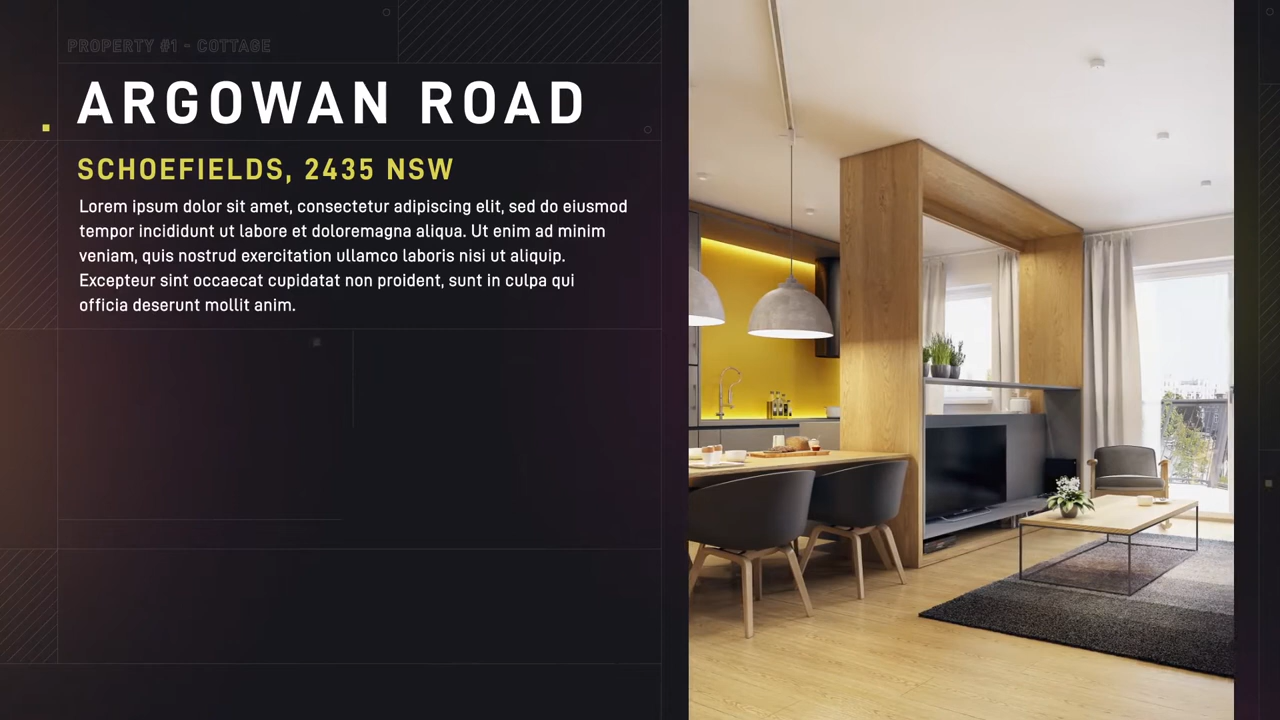 PROPERTY #1 - COTTAGE
ARGOWAN ROAD
SCHOEFIELDS, 2435 NSW
Lorem ipsum dolor sit amet, consectetur adipiscing elit, sed do eiusmod
tempor incididunt ut labore et doloremagna aliqua. Ut enim ad minim
veniam, quis nostrud exercitation ullamco laboris nisi ut aliquip.
Excepteur sint occaecat cupidatat non proident, sunt in culpa qui
officia deserunt mollit anim.